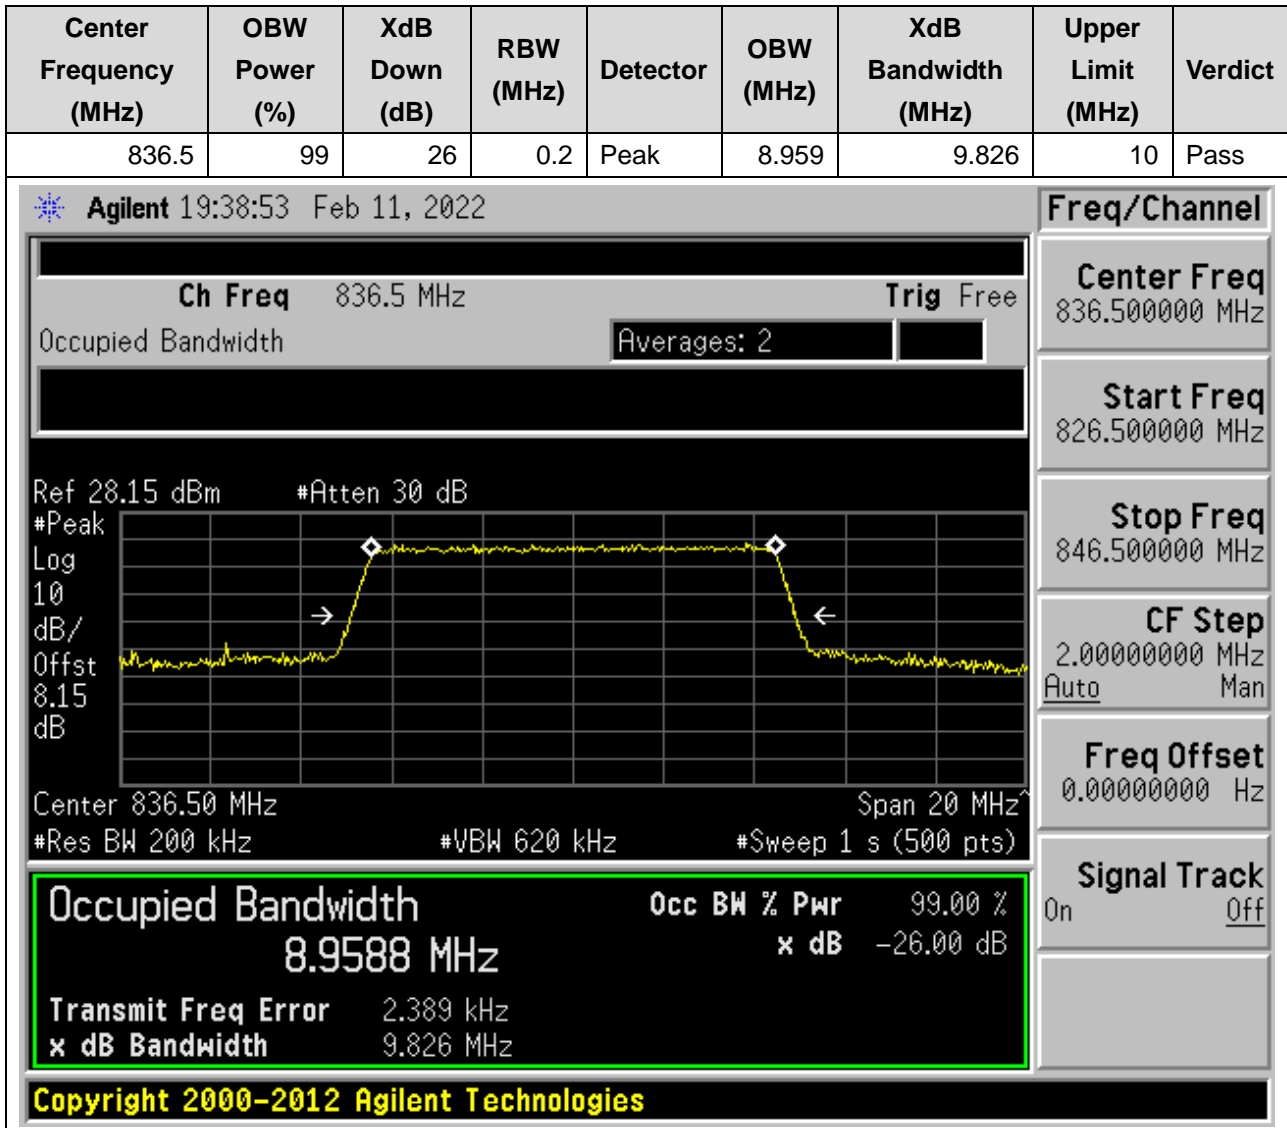 Center Frequency (MHz) OBW Power (%) XdB Down (dB) RBW (MHz) Detector OBW (MHz) XdB Bandwidth (MHz) Upper Limit (MHz) Verdict
836.5 99 26 0.2 Peak 8.959 9.826 10 Pass
Agilent 19:38:53 Feb 11, 2022
Freq/Channel
Ch Freq 836.5 MHz Trig Free
Occupied Bandwidth Averages: 2
Center Freq
836.500000 MHz
Start Freq
826.500000 MHz
Stop Freq
846.500000 MHz
CF Step
2.00000000 MHz
Auto Man
Freq Offset
0.00000000 Hz
Signal Track
On Off
Ref 28.15 dBm #Atten 30 dB
#Peak
Log
10
dB/
Offst
8.15
dB
Center 836.50 MHz Span 20 MHz^
#Res BW 200 kHz #VBW 620 kHz #Sweep 1 s (500 pts)
Occupied Bandwidth Occ BW % Pwr 99.00 %
8.9588 MHz x dB -26.00 dB
Transmit Freq Error 2.389 kHz
x dB Bandwidth 9.826 MHz
Copyright 2000-2012 Agilent Technologies